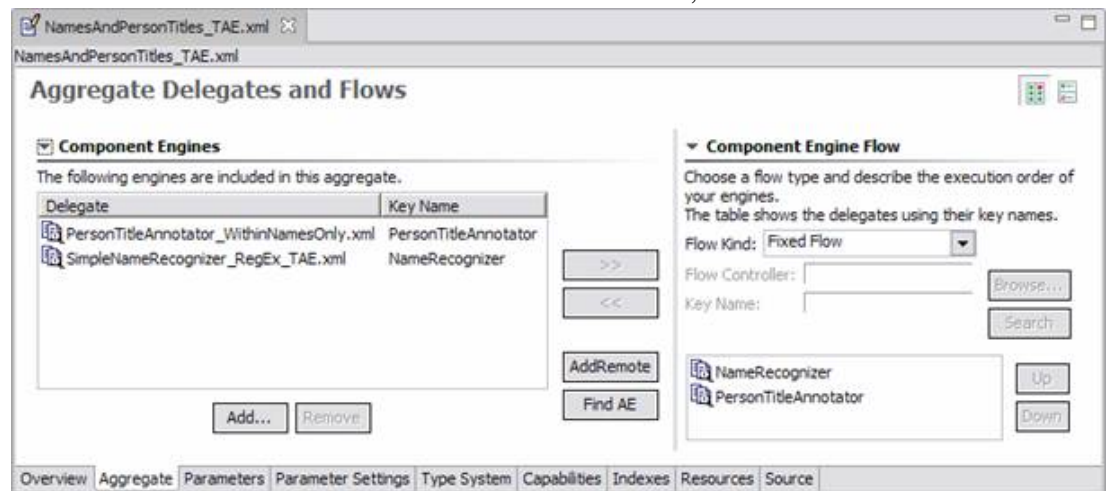 NamesAndPersonTitles_TAE.xml
NamesAndPersonTitles_TAE.xml
Aggregate Delegates and Flows
Component Engines
The following engines are included in this aggregate.
Delegate Key Name
PersonTitleAnnotator_WithinNamesOnly.xml PersonTitleAnnotator
SimpleNameRecognizer_RegEx_TAE.xml NameRecognizer
>>
<<
AddRemote
Find AE
Add... Remove
Component Engine Flow
Choose a flow type and describe the execution order of
your engines.
The table shows the delegates using their key names.
Flow Kind: Fixed Flow
Flow Controller:
Browse...
Key Name:
Search
NameRecognizer
PersonTitleAnnotator
Up
Down
Overview Aggregate Parameters Parameter Settings Type System Capabilities Indexes Resources Source